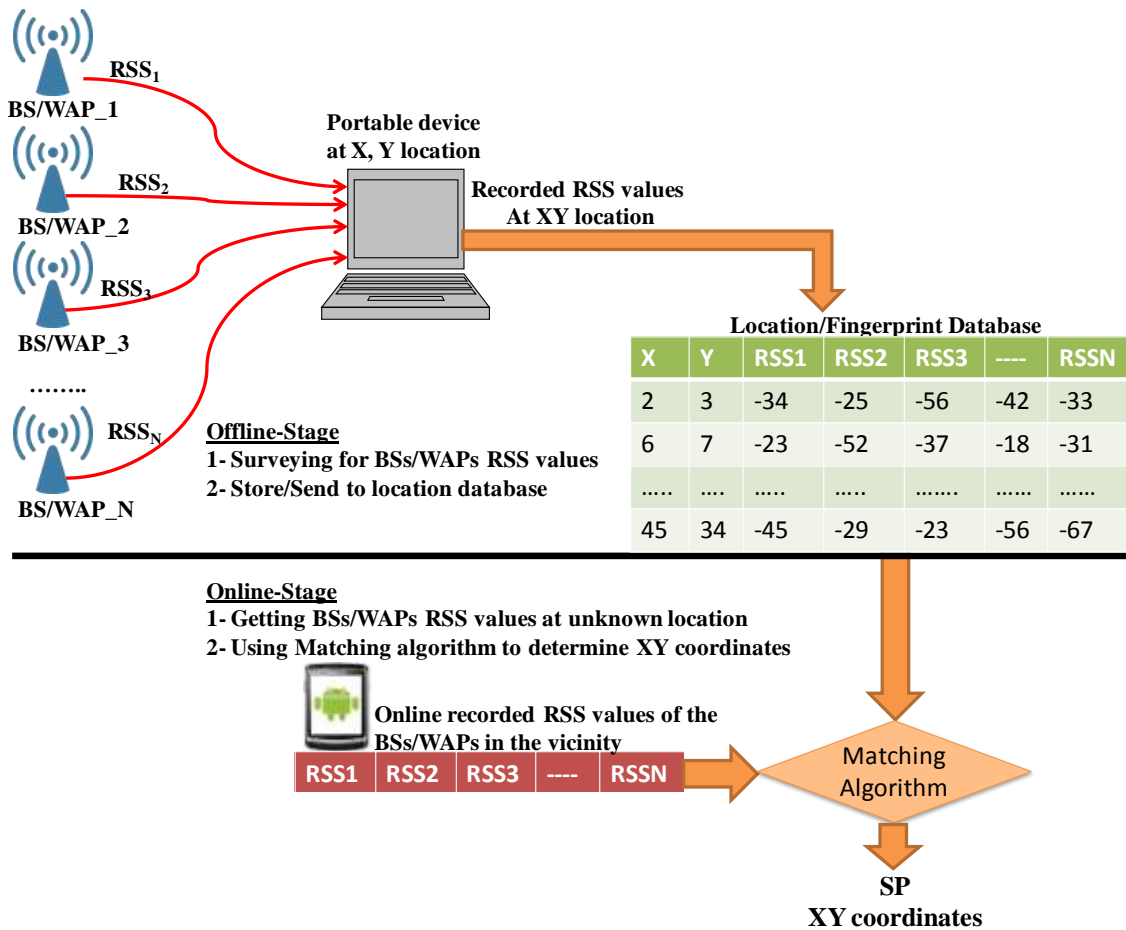 RSS1
BS/WAP_1
RSS2
BS/WAP_2
RSS3
BS/WAP_3
……..
RSSN
BS/WAP_N
Portable device
at X, Y location
Recorded RSS values
At XY location
Location/Fingerprint Database
X Y RSS1 RSS2 RSS3 ---- RSSN
2 3 -34 -25 -56 -42 -33
6 7 -23 -52 -37 -18 -31
….. …. ….. ….. ……. …… ……
45 34 -45 -29 -23 -56 -67
Offline-Stage
1- Surveying for BSs/WAPs RSS values
2- Store/Send to location database
Online-Stage
1- Getting BSs/WAPs RSS values at unknown location
2- Using Matching algorithm to determine XY coordinates
Online recorded RSS values of the
BSs/WAPs in the vicinity
RSS1 RSS2 RSS3 ---- RSSN
Matching
Algorithm
SP
XY coordinates